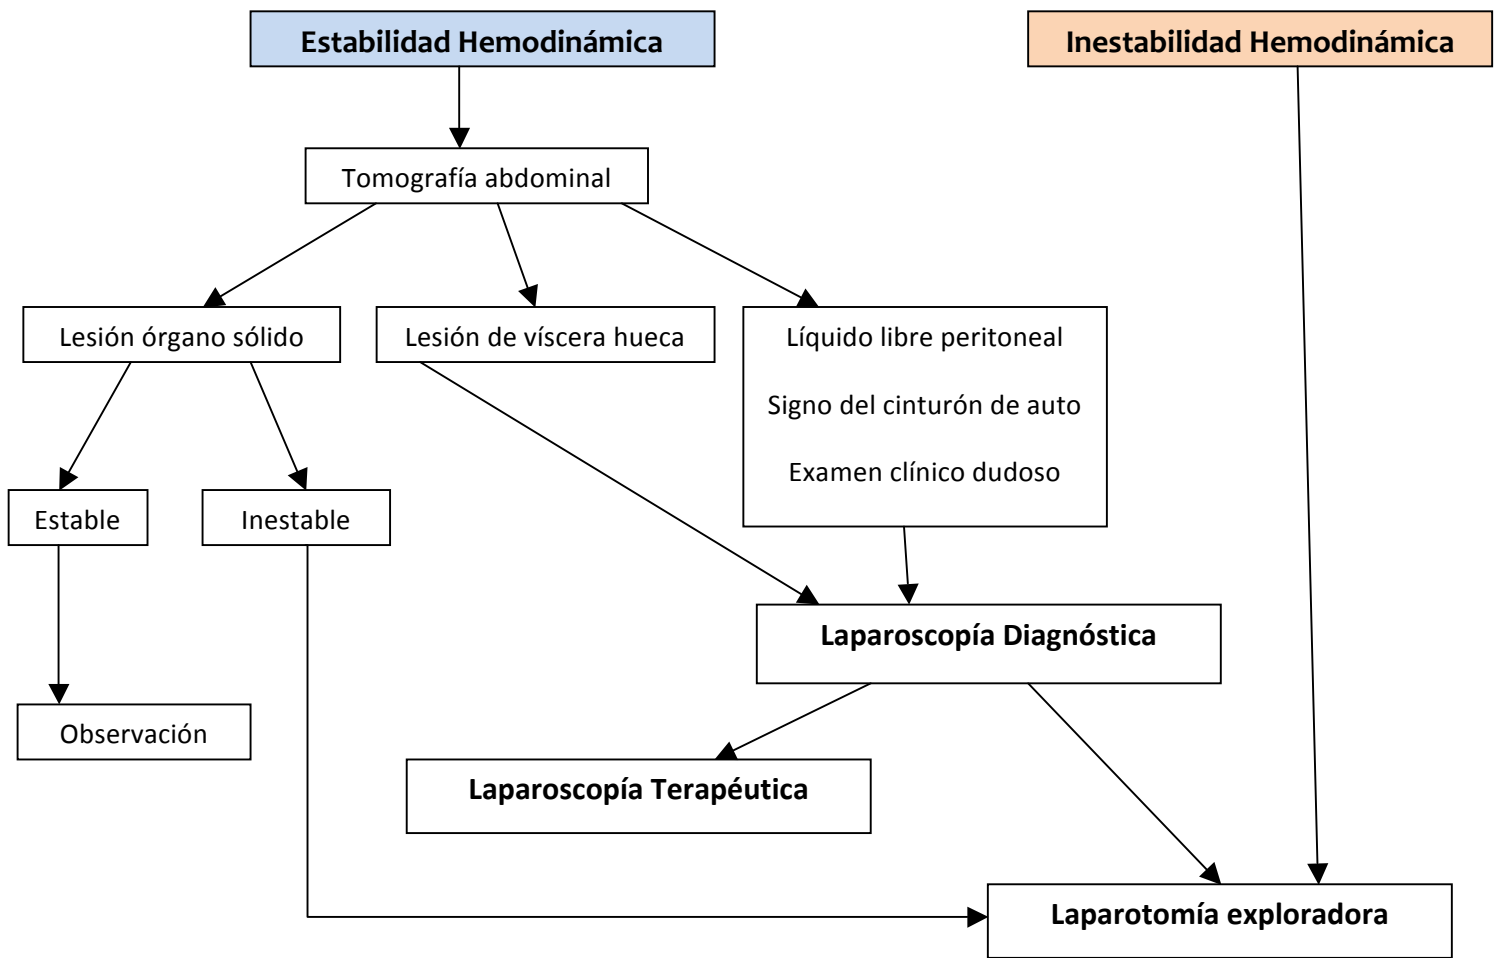 Estabilidad Hemodinámica
Inestabilidad Hemodinámica
Tomografía abdominal
Lesión órgano sólido
Lesión de víscera hueca
Líquido libre peritoneal
Signo del cinturón de auto
Examen clínico dudoso
Estable
Inestable
Laparoscopía Diagnóstica
Observación
Laparoscopía Terapéutica
Laparotomía exploradora